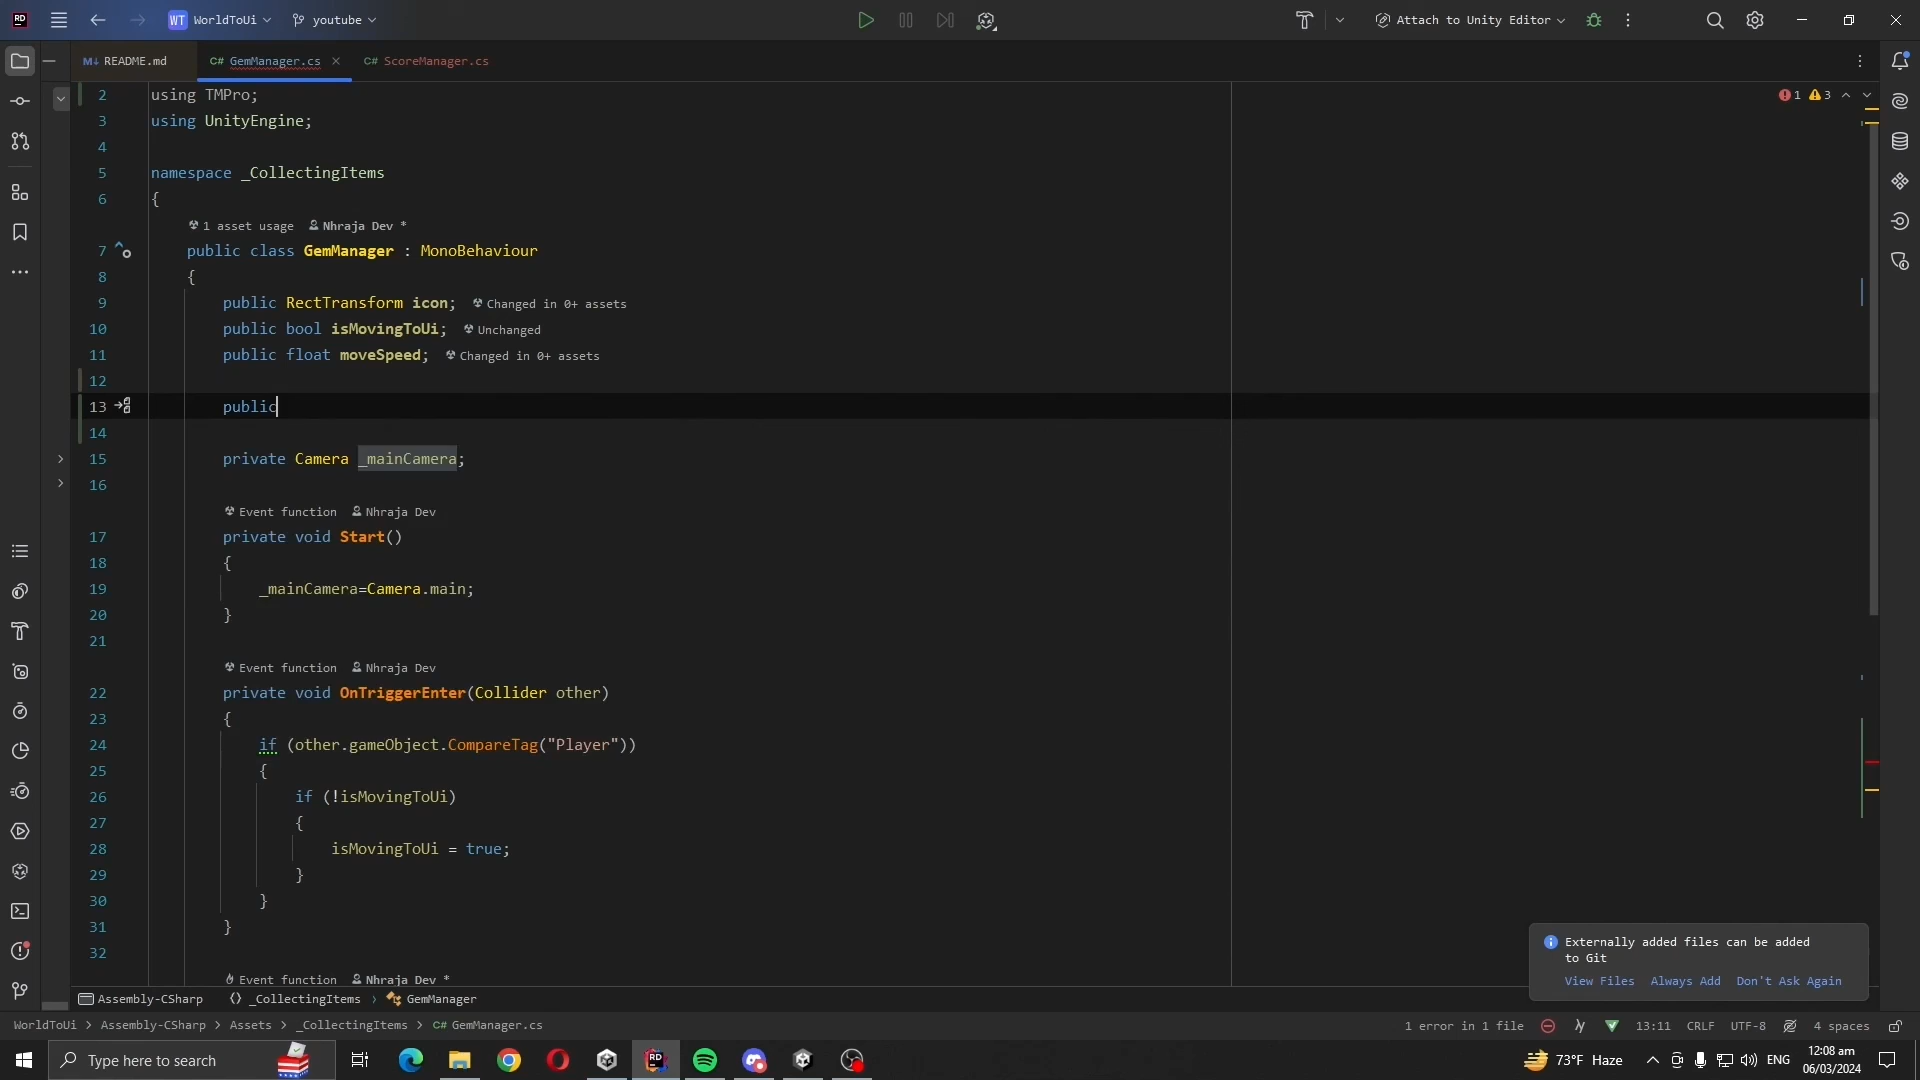 RD
WT WorldToUi
youtube
Attach to Unity Editor
M↓ README.md
C# GemManager.cs
C# ScoreManager.cs
1 3
2 using TMPro;
3 using UnityEngine;
4
5 namespace _CollectingItems
6 {
1 asset usage Nhraja Dev *
7 public class GemManager : MonoBehaviour
8 {
9 public RectTransform icon; Changed in 0+ assets
10 public bool isMovingToUi; Unchanged
11 public float moveSpeed; Changed in 0+ assets
12
13 public
14
15 private Camera _mainCamera;
16
Event function Nhraja Dev
17 private void Start()
18 {
19 _mainCamera=Camera.main;
20 }
21
Event function Nhraja Dev
22 private void OnTriggerEnter(Collider other)
23 {
24 if (other.gameObject.CompareTag("Player"))
25 {
26 if (!isMovingToUi)
27 {
28 isMovingToUi = true;
29 }
30 }
31 }
32
Event function Nhraja Dev *
Externally added files can be added
to Git
View Files Always Add Don't Ask Again
Assembly-CSharp _CollectingItems GemManager
WorldToUi Assembly-CSharp Assets _CollectingItems C# GemManager.cs
1 error in 1 file 13:11 CRLF UTF-8 4 spaces
Type here to search
RD
73°F Haze
ENG
12:08 am
06/03/2024